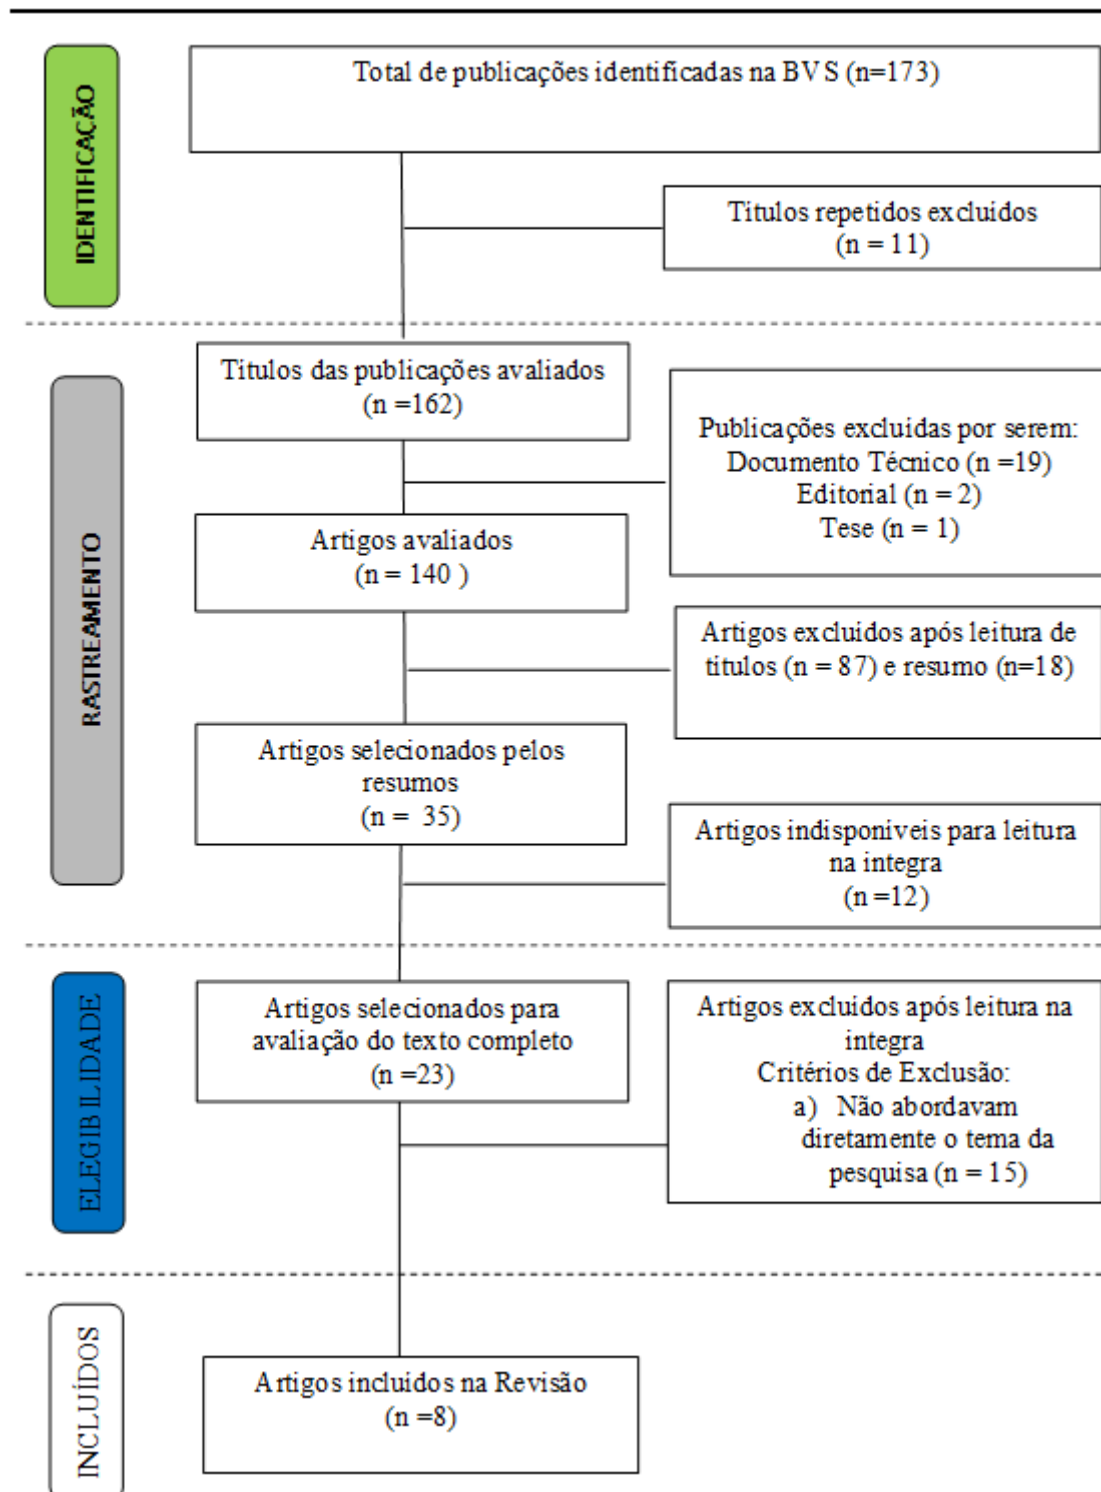 IDENTIFICAÇÃO
Total de publicações identificadas na BVS (n=173)
Títulos repetidos excluídos
(n = 11)
RASTREAMENTO
Títulos das publicações avaliados
(n =162)
Publicações excluídas por serem:
Documento Técnico (n =19)
Editorial (n = 2)
Tese (n = 1)
Artigos avaliados
(n = 140 )
Artigos excluídos após leitura de
títulos (n = 87) e resumo (n=18)
Artigos selecionados pelos
resumos
(n = 35)
Artigos indisponíveis para leitura
na íntegra
(n =12)
ELEGIBILIDADE
Artigos selecionados para
avaliação do texto completo
(n =23)
Artigos excluídos após leitura na
íntegra
Critérios de Exclusão:
a) Não abordavam
diretamente o tema da
pesquisa (n = 15)
INCLUÍDOS
Artigos incluídos na Revisão
(n =8)